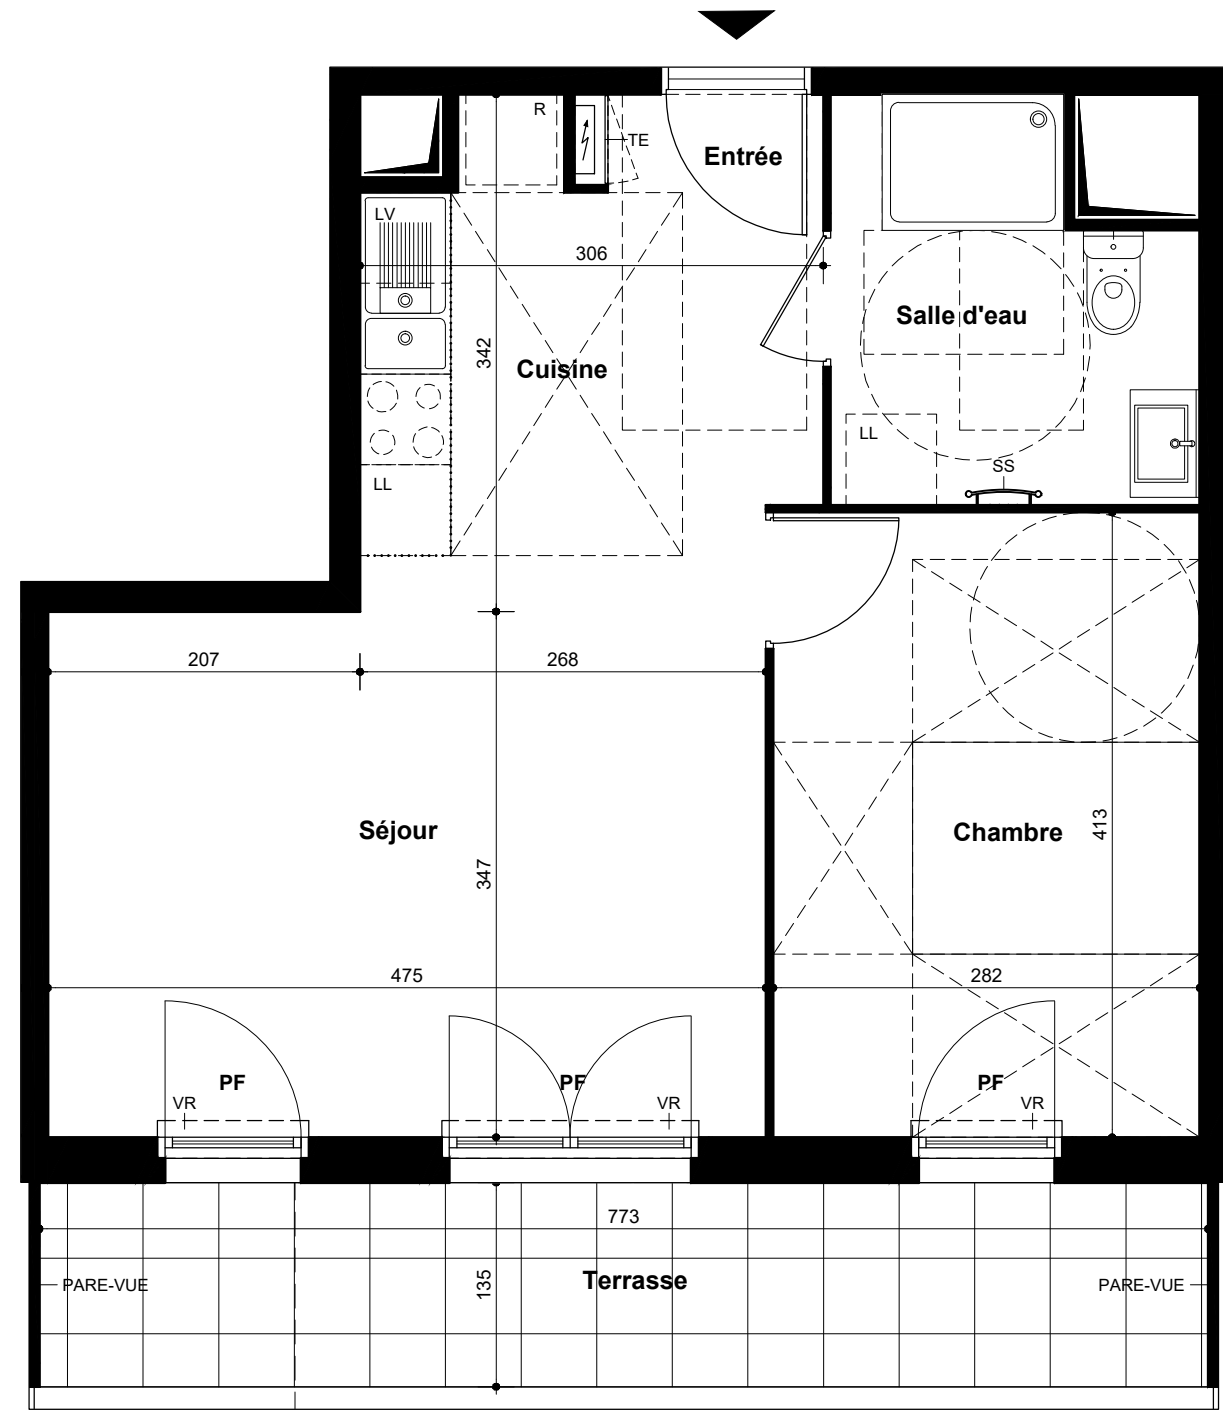 R
TE
Entrée
LV
306
Salle d'eau
342
Cuisine
LL
SS
LL
207
268
Séjour
Chambre
413
347
475
282
PF
PF
PF
VR
VR
VR
773
PARE-VUE
135
Terrasse
PARE-VUE